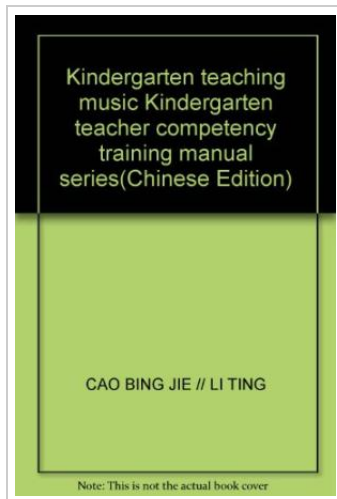 Kindergarten teaching
music Kindergarten
teacher competency
training manual
series(Chinese Edition)
CAO BING JIE // LI TING
Note: This is not the actual book cover